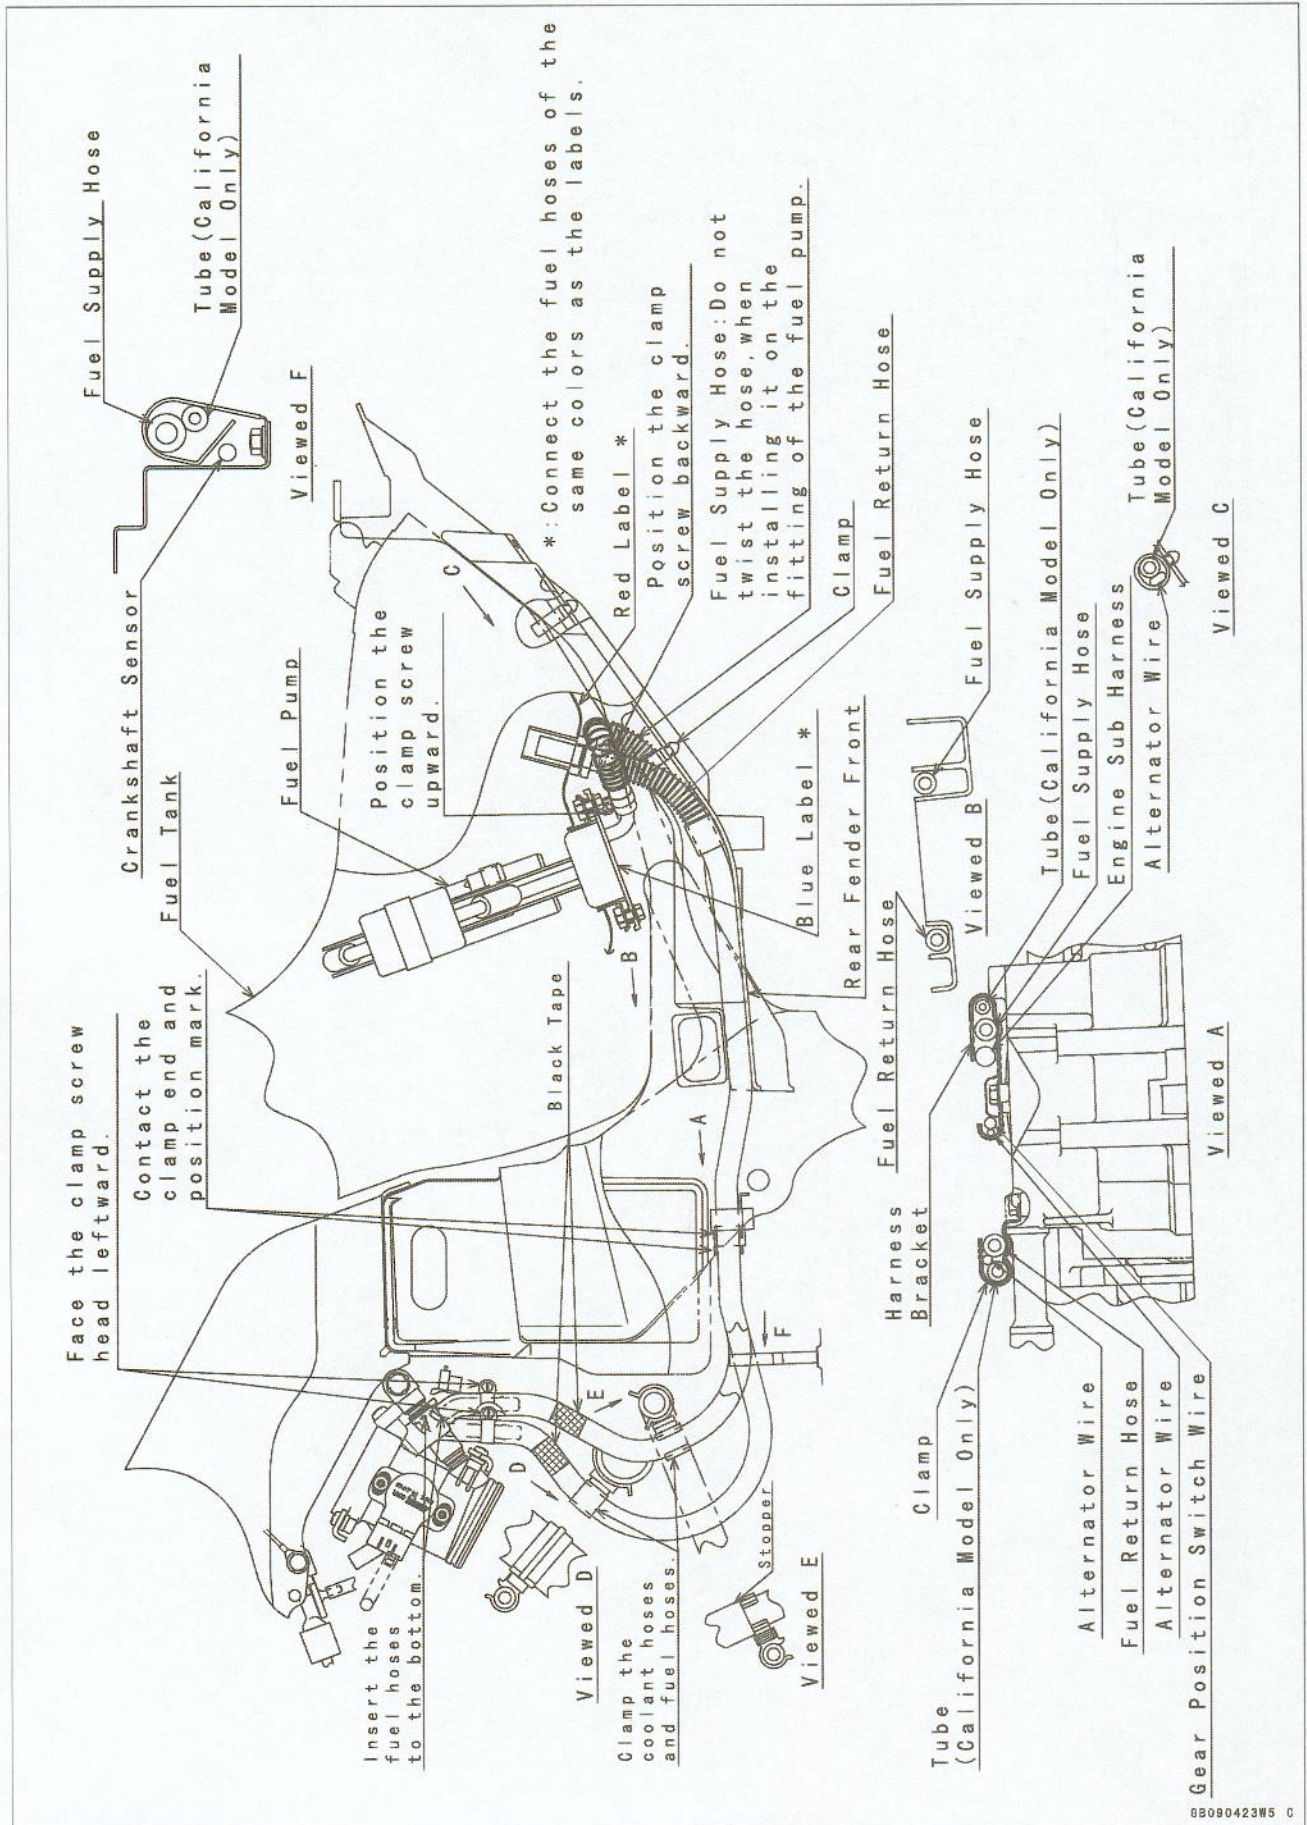 Fuel Supply Hose
Tube(California
Model Only)
Viewed F
Crankshaft Sensor
Fuel Tank
Fuel Pump
Position the
clamp screw
upward.
*:Connect the fuel hoses of the
same colors as the labels.
Red Label *
Position the clamp
screw backward.
Fuel Supply Hose:Do not
twist the hose,when
installing it on the
fitting of the fuel pump.
Clamp
Fuel Return Hose
Face the clamp screw
head leftward.
Contact the
clamp end and
position mark.
Black Tape
Blue Label *
Rear Fender Front
A
B
C
D
E
F
Insert the
fuel hoses
to the bottom.
Viewed D
Clamp the
coolant hoses
and fuel hoses.
Stopper
Viewed E
Fuel Return Hose
Viewed B
Fuel Supply Hose
Harness
Bracket
Tube(California Model Only)
Fuel Supply Hose
Engine Sub Harness
Alternator Wire
Tube(California
Model Only)
Viewed C
Viewed A
Clamp
Tube
(California Model Only)
Alternator Wire
Fuel Return Hose
Alternator Wire
Gear Position Switch Wire
GB090423W5 C